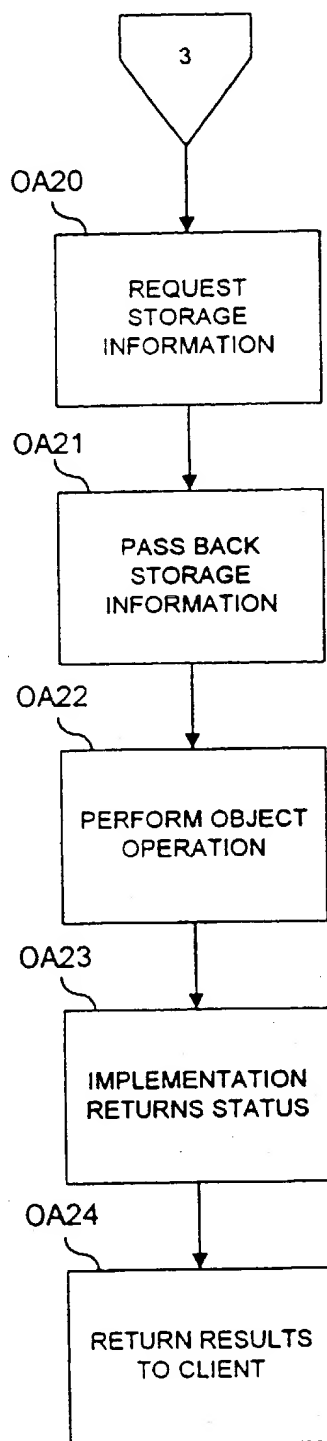 3
OA20
REQUEST
STORAGE
INFORMATION
OA21
PASS BACK
STORAGE
INFORMATION
OA22
PERFORM OBJECT
OPERATION
OA23
IMPLEMENTATION
RETURNS STATUS
OA24
RETURN RESULTS
TO CLIENT